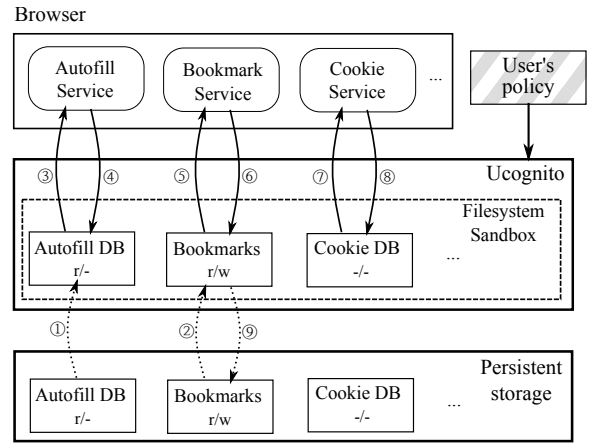 Browser
Autofill
Service
Bookmark
Service
Cookie
Service
...
User's
policy
③
④
⑤
⑥
⑦
⑧
Ucognito
Filesystem
Sandbox
Autofill DB
r/-
Bookmarks
r/w
Cookie DB
-/-
...
①
②
⑨
Persistent
storage
Autofill DB
r/-
Bookmarks
r/w
Cookie DB
-/-
...